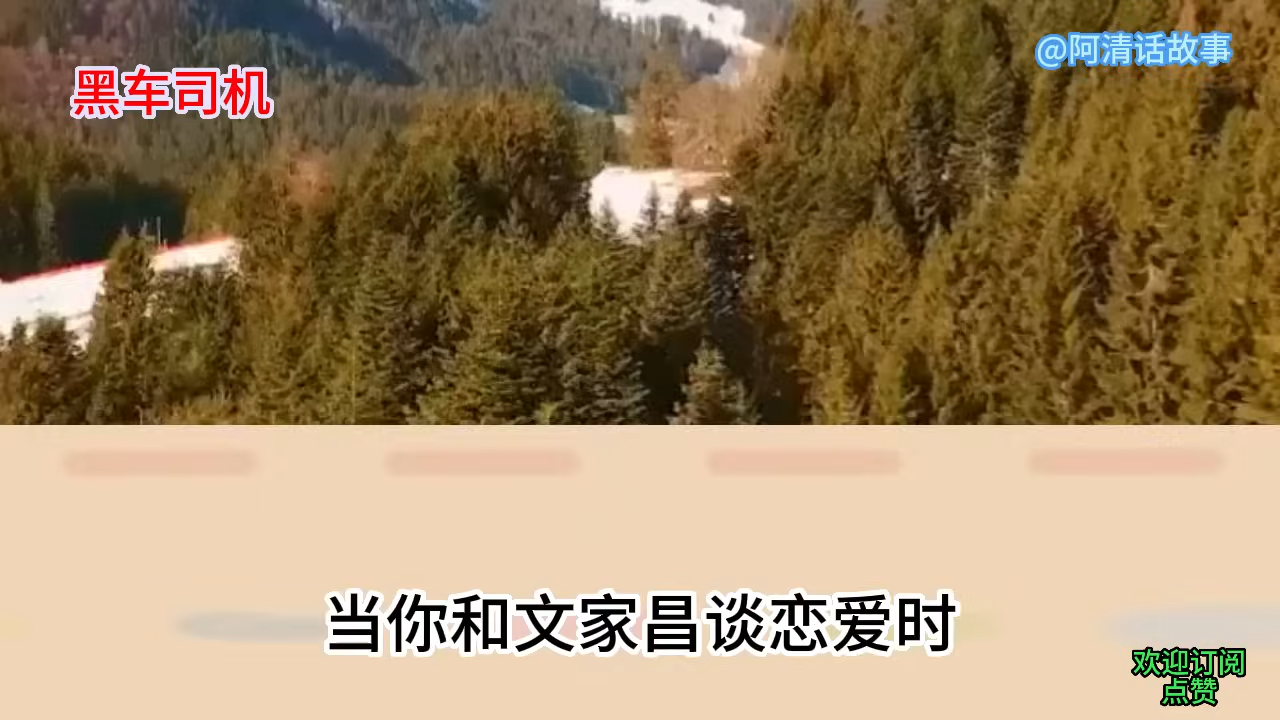 @阿清话故事
黑车司机
当你和文家昌谈恋爱时
欢迎订阅
点赞